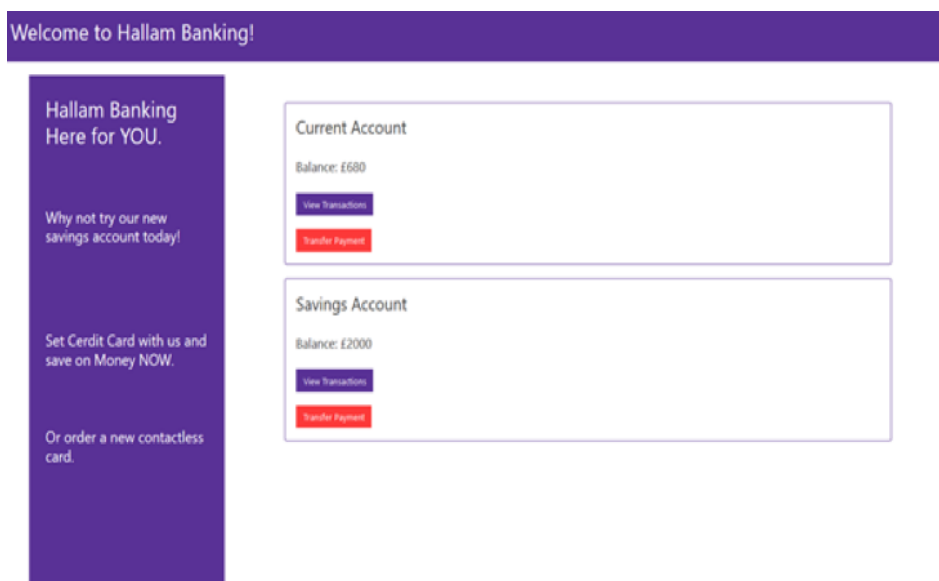 Welcome to Hallam Banking!
Hallam Banking
Here for YOU.
Why not try our new
savings account today!
Set Cerdit Card with us and
save on Money NOW.
Or order a new contactless
card.
Current Account
Balance: £680
View Transactions
Transfer Payment
Savings Account
Balance: £2000
View Transactions
Transfer Payment